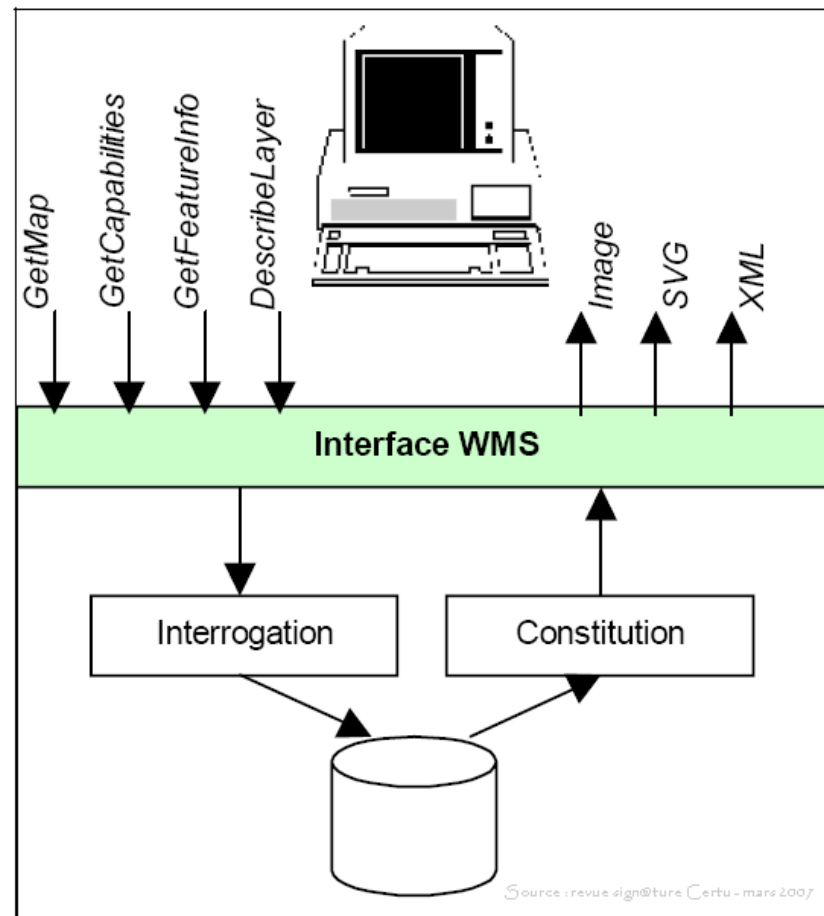 GetMap
GetCapabilities
GetFeatureInfo
DescribeLayer
Image
SVG
XML
Interface WMS
Interrogation
Constitution
Source : revue sign@ture Certu - mars 2007